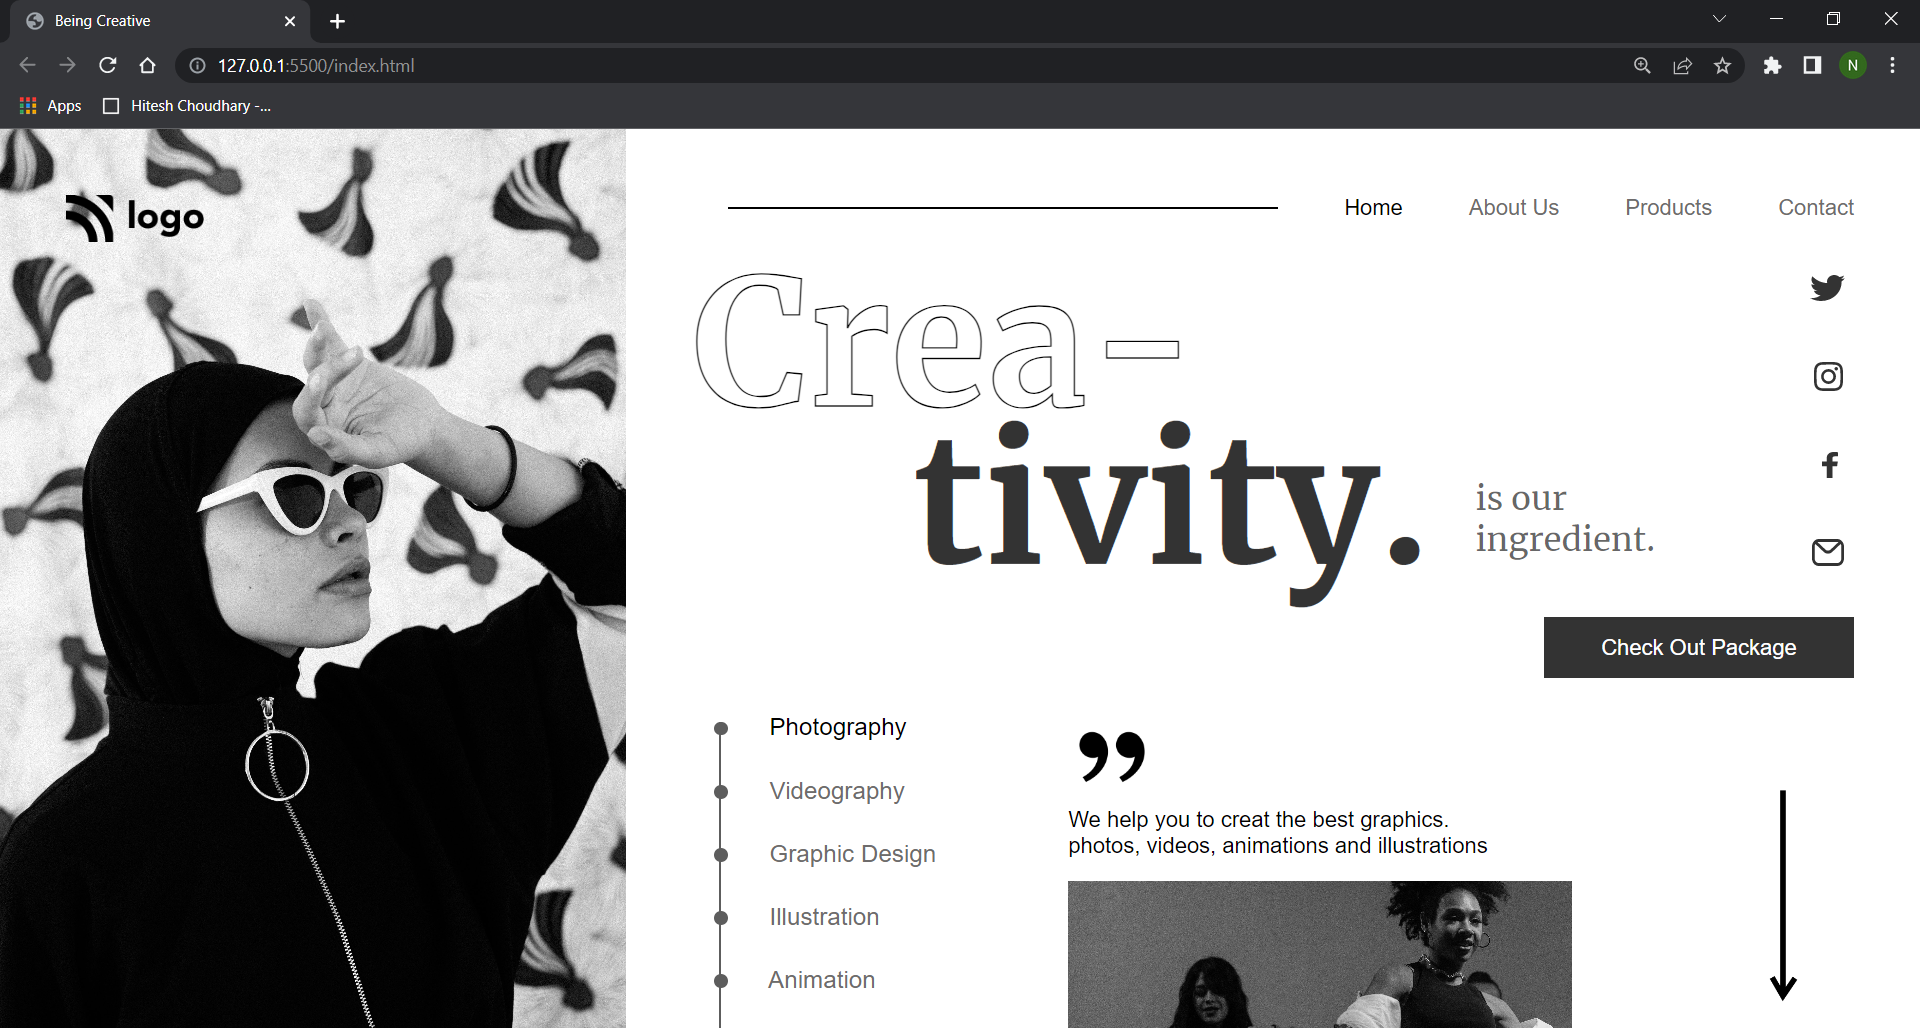 Being Creative
127.0.0.1:5500/index.html
N
Apps
Hitesh Choudhary -...
logo
Home
About Us
Products
Contact
Crea-
tivity.
is our
ingredient.
Check Out Package
Photography
Videography
Graphic Design
Illustration
Animation
”
We help you to creat the best graphics.
photos, videos, animations and illustrations